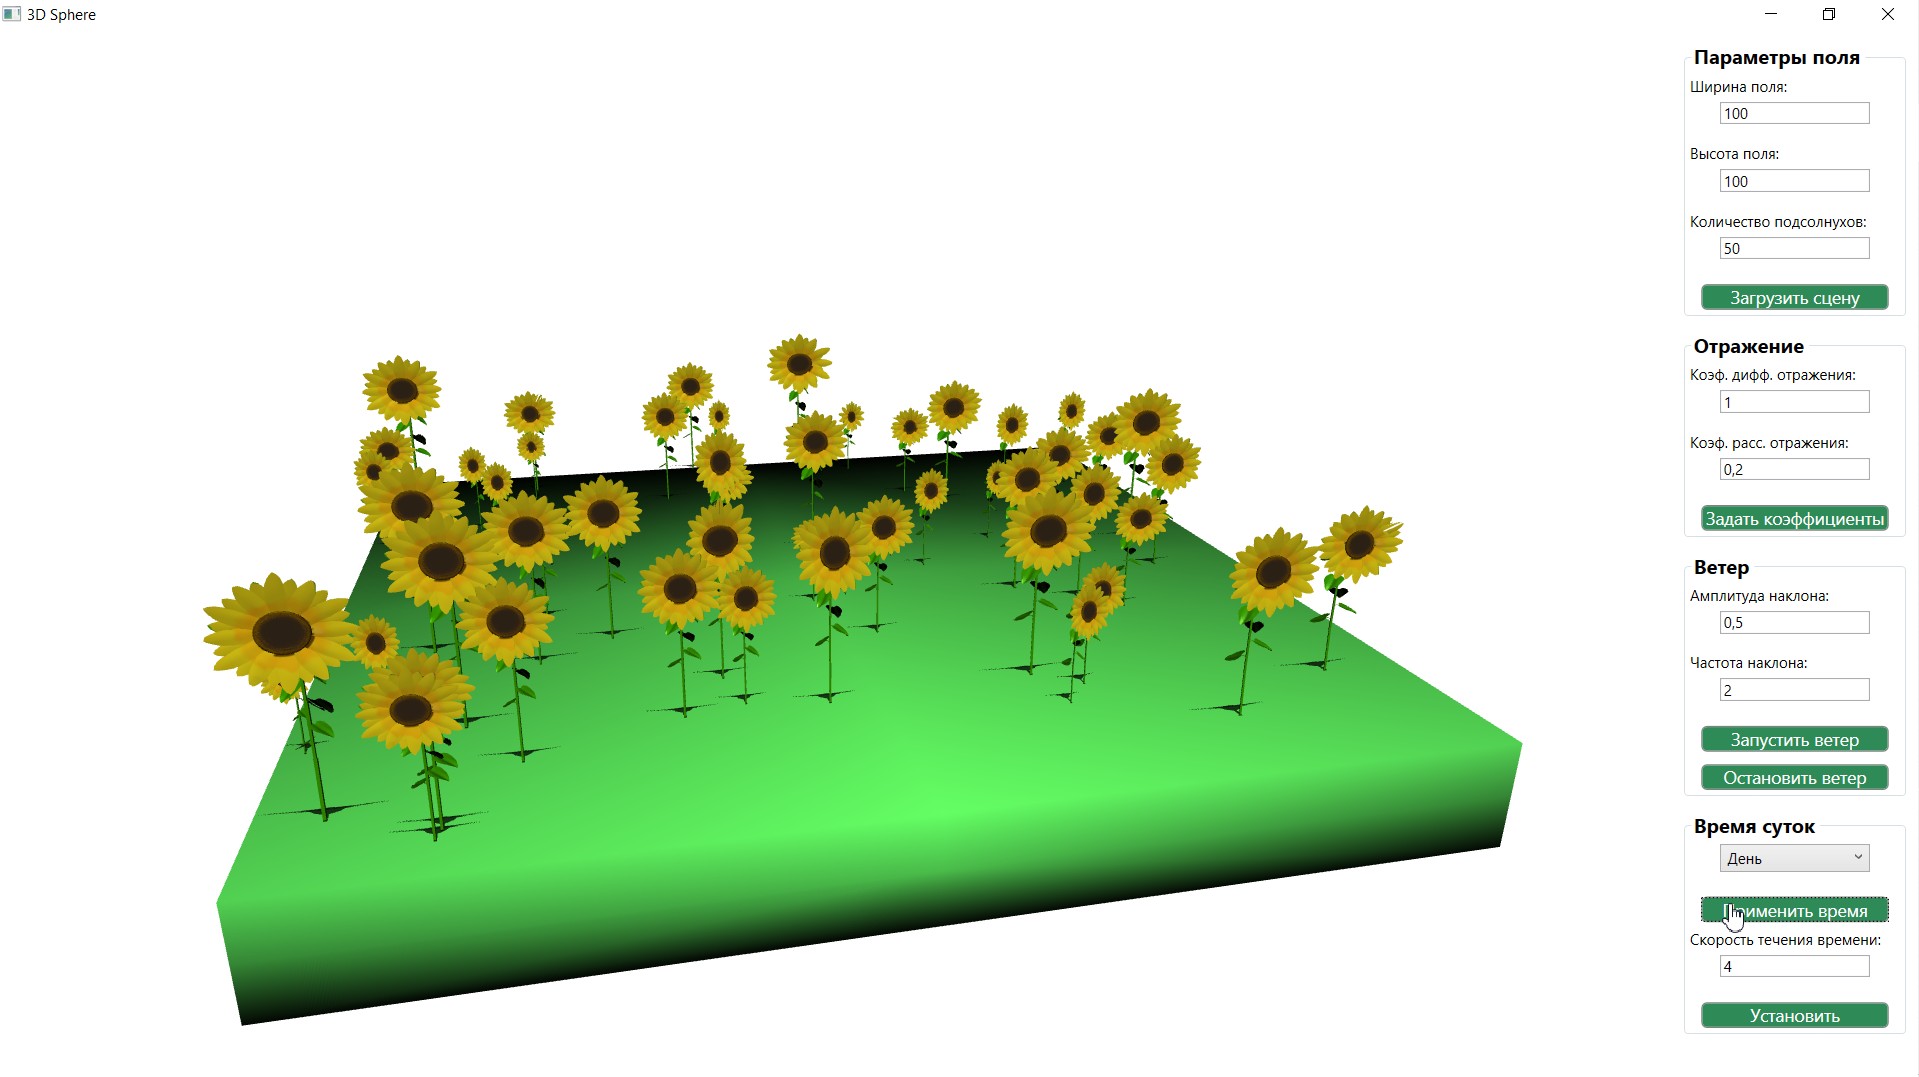 3D Sphere
Параметры поля
Ширина поля:
100
Высота поля:
100
Количество подсолнухов:
50
Загрузить сцену
Отражение
Коэф. дифф. отражения:
1
Коэф. расс. отражения:
0,2
Задать коэффициенты
Ветер
Амплитуда наклона:
0,5
Частота наклона:
2
Запустить ветер
Остановить ветер
Время суток
День
Применить время
Скорость течения времени:
4
Установить